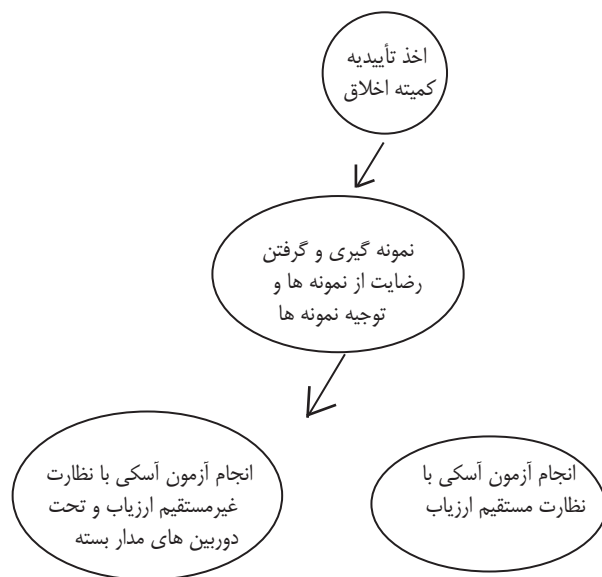 اخذ تأییدیه
کمیته اخلاق
نمونه گیری و گرفتن
رضایت از نمونه ها و
توجیه نمونه ها
انجام آزمون آسکی با
نظارت مستقیم ارزیاب
انجام آزمون آسکی با نظارت
غیرمستقیم ارزیاب و تحت
دوربین های مدار بسته